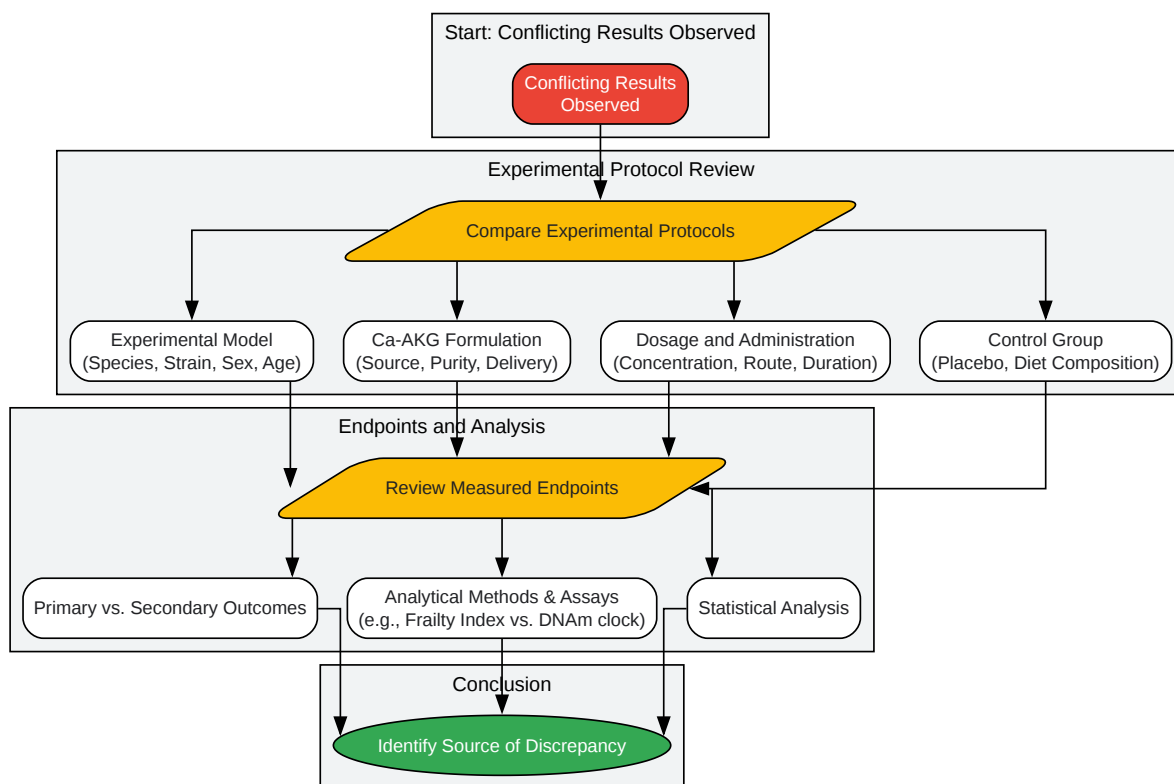 Start: Conflicting Results Observed
Conflicting Results
Observed
Experimental Protocol Review
Compare Experimental Protocols
Experimental Model
(Species, Strain, Sex, Age)
Ca-AKG Formulation
(Source, Purity, Delivery)
Dosage and Administration
(Concentration, Route, Duration)
Control Group
(Placebo, Diet Composition)
Endpoints and Analysis
Review Measured Endpoints
Primary vs. Secondary Outcomes
Analytical Methods & Assays
(e.g., Frailty Index vs. DNAm clock)
Statistical Analysis
Conclusion
Identify Source of Discrepancy